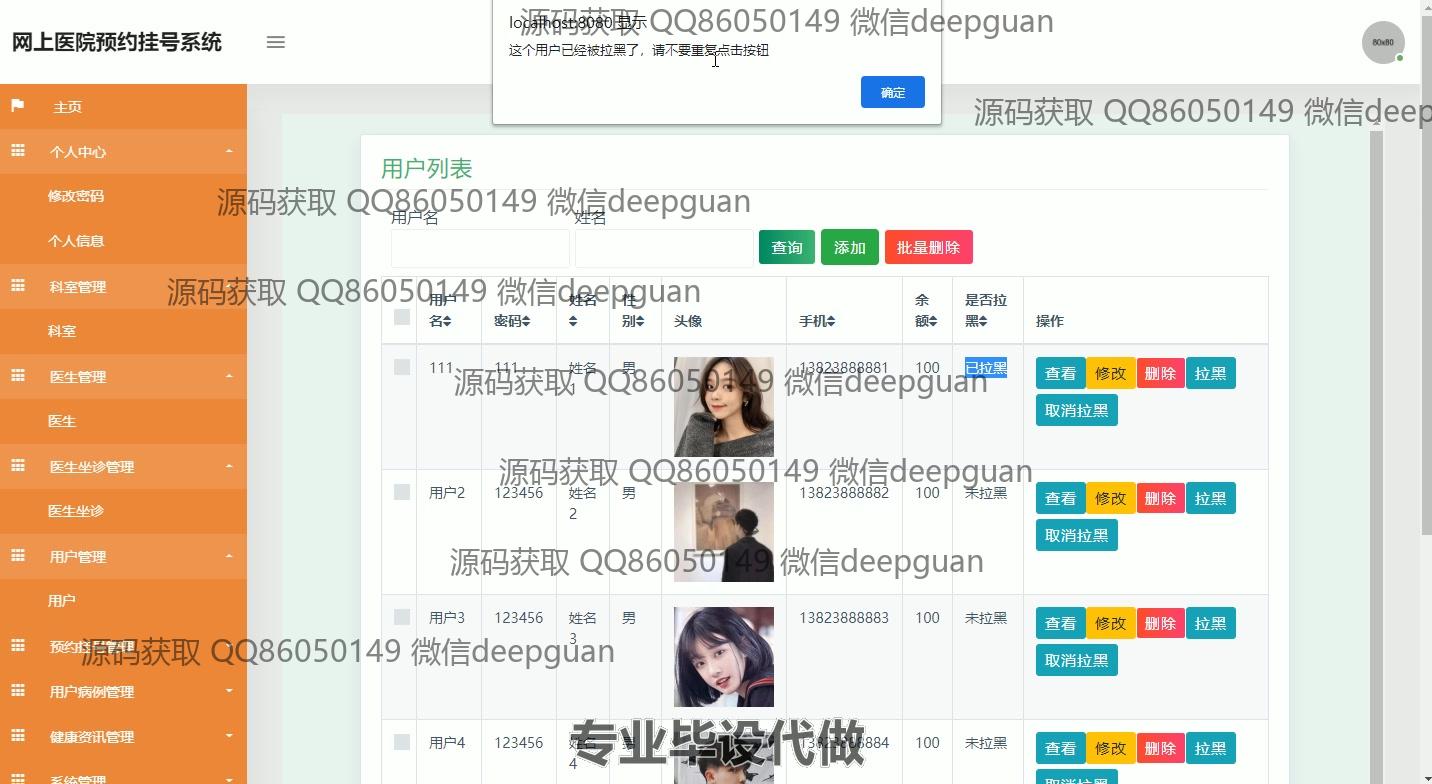 网上医院预约挂号系统
localhost:8080 显示
这个用户已经被拉黑了，请不要重复点击按钮
确定
80x80
源码获取 QQ86050149 微信deepguan
源码获取 QQ86050149 微信deep
主页
个人中心
修改密码
个人信息
科室管理
科室
医生管理
医生
医生坐诊管理
医生坐诊
用户管理
用户
预约挂号管理
用户病例管理
健康资讯管理
系统管理
用户列表
源码获取 QQ86050149 微信deepguan
用户名 姓名
查询 添加 批量删除
源码获取 QQ86050149 微信deepguan
用户名 密码 姓名 性别 头像 手机 余额 是否拉黑 操作
111 111 姓名1 男 13823888881 100 已拉黑 查看 修改 删除 拉黑
取消拉黑
源码获取 QQ86050149 微信deepguan
源码获取 QQ86050149 微信deepguan
用户2 123456 姓名2 男 13823888882 100 未拉黑 查看 修改 删除 拉黑
取消拉黑
源码获取 QQ86050149 微信deepguan
用户3 123456 姓名3 男 13823888883 100 未拉黑 查看 修改 删除 拉黑
取消拉黑
源码获取 QQ86050149 微信deepguan
用户4 123456 姓名4 男 13823888884 100 未拉黑 查看 修改 删除 拉黑
取消拉黑
专业毕设代做